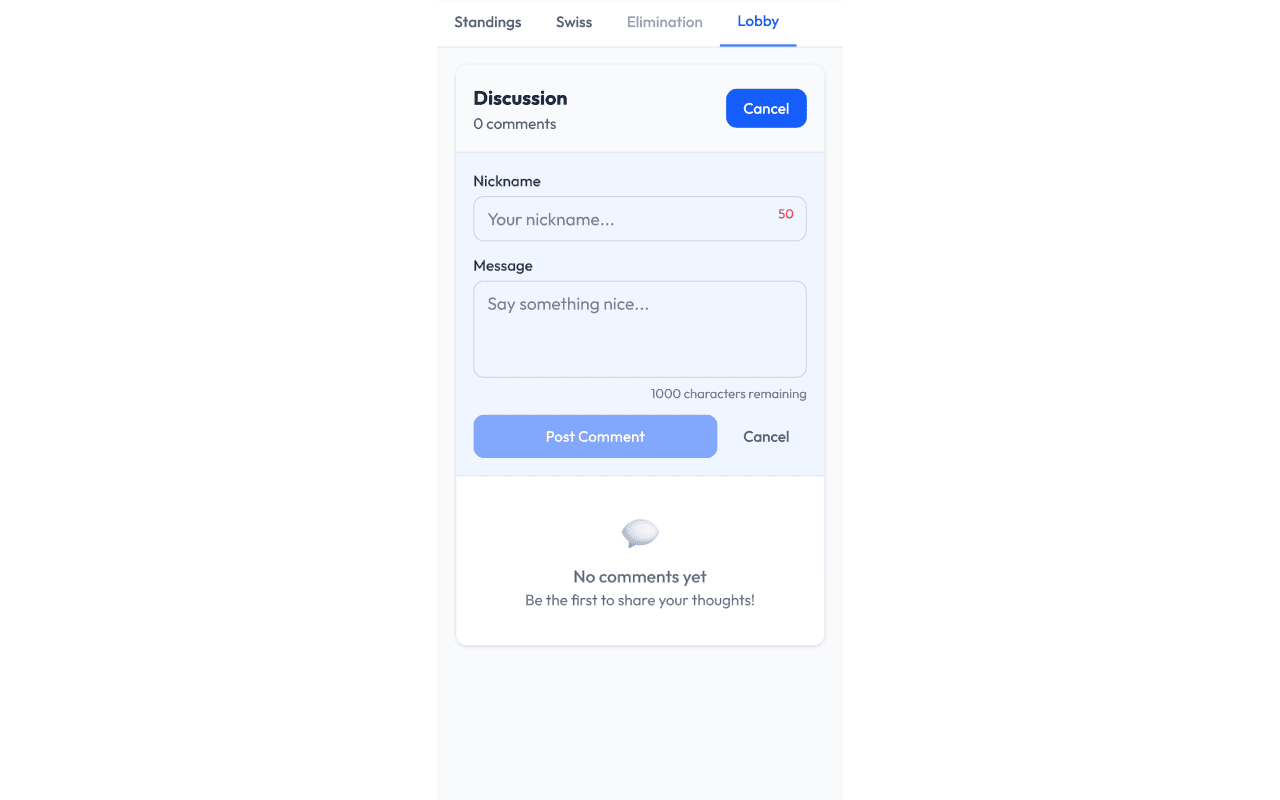 Standings Swiss Elimination Lobby
Discussion
0 comments
Cancel
Nickname
Your nickname...
50
Message
Say something nice...
1000 characters remaining
Post Comment Cancel
No comments yet
Be the first to share your thoughts!